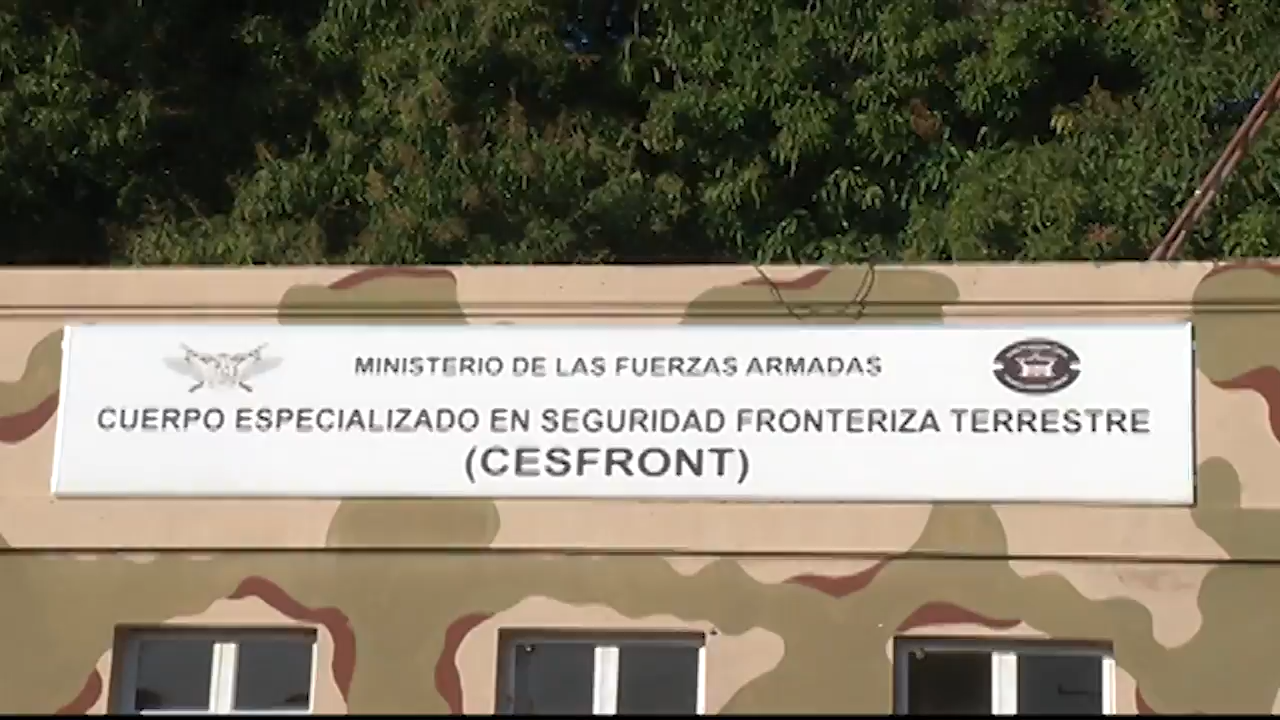 MINISTERIO DE LAS FUERZAS ARMADAS
CUERPO ESPECIALIZADO EN SEGURIDAD FRONTERIZA TERRESTRE
(CESFRONT)